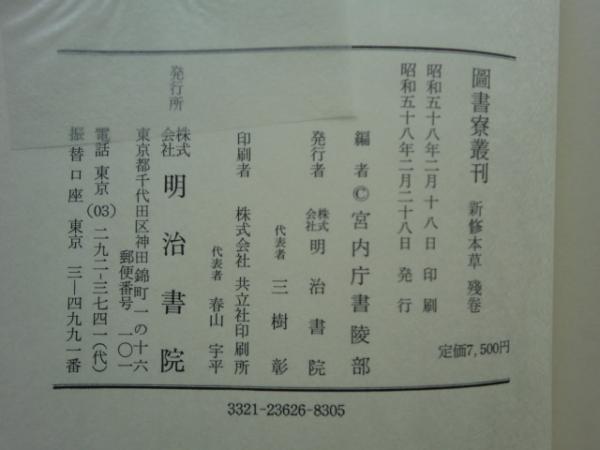 圖書寮叢刊 新修本草 殘卷
定価7,500円
昭和五十八年二月十八日 印刷
昭和五十八年二月二十八日 発行
編者©宮内庁書陵部
発行者 株式会社 明治書院
代表者 三樹彰
印刷者 株式会社 共立社印刷所
代表者 春山宇平
発行所 株式会社 明治書院
東京都千代田区神田錦町一の十六
郵便番号 一〇一
電話 東京(03)二九二-三七四一(代)
振替口座 東京 三―四九九一番
3321-23626-8305